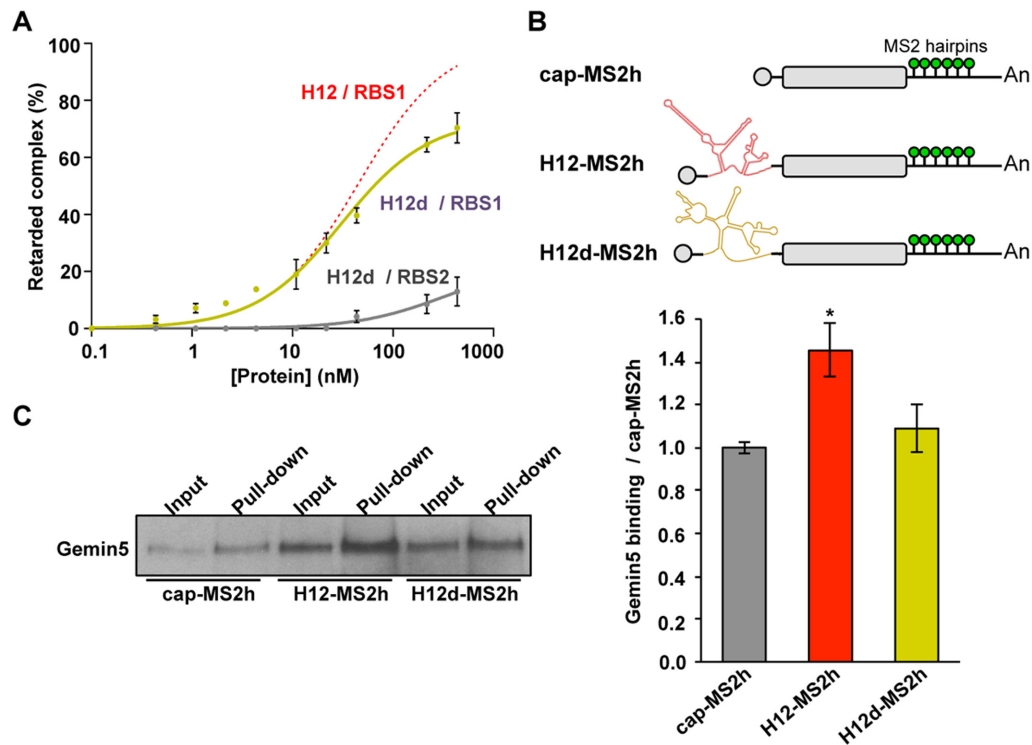 A
Retarded complex (%)
100
80
60
40
20
0
H12 / RBS1
H12d / RBS1
H12d / RBS2
0.1 1 10 100 1000
[Protein] (nM)
B
MS2 hairpins
cap-MS2h An
H12-MS2h An
H12d-MS2h An
Gemin5 binding / cap-MS2h
1.6
1.4
1.2
1.0
0.8
0.6
0.4
0.2
0.0
*
cap-MS2h
H12-MS2h
H12d-MS2h
C
Input Pull-down Input Pull-down Input Pull-down
Gemin5
cap-MS2h H12-MS2h H12d-MS2h